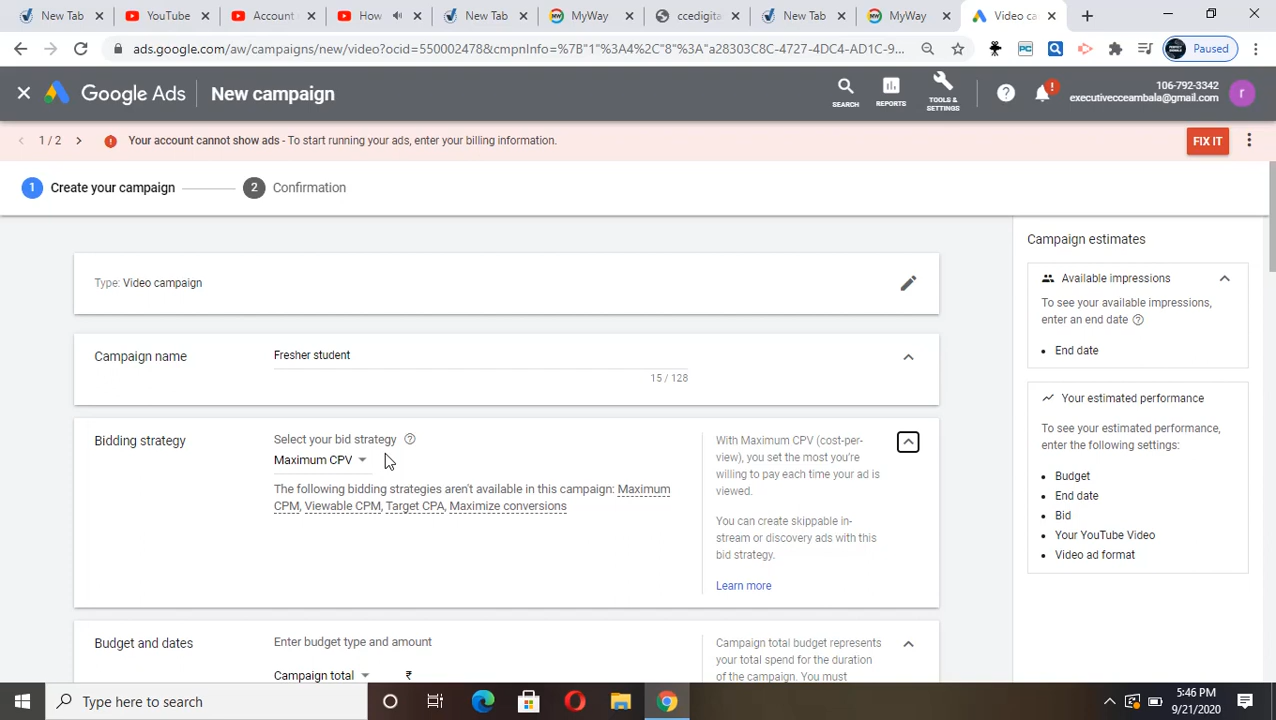 New Tab
YouTube
Account
How
New Tab
MyWay
ccedigit
New Tab
MyWay
Video ca
ads.google.com/aw/campaigns/new/video?ocid=550002478&cmpnInfo=%7B"1"%3A4%2C"8"%3A"a28303C8C-4727-4DC4-AD1C-9...
PC
Paused
Google Ads
New campaign
SEARCH
REPORTS
TOOLS &
SETTINGS
106-792-3342
executivecceambala@gmail.com
r
1 / 2
Your account cannot show ads - To start running your ads, enter your billing information.
FIX IT
1 Create your campaign
2 Confirmation
Type: Video campaign
Campaign name
Fresher student
15 / 128
Bidding strategy
Select your bid strategy
Maximum CPV
The following bidding strategies aren't available in this campaign: Maximum
CPM, Viewable CPM, Target CPA, Maximize conversions
With Maximum CPV (cost-per-
view), you set the most you're
willing to pay each time your ad is
viewed.
You can create skippable in-
stream or discovery ads with this
bid strategy.
Learn more
Budget and dates
Enter budget type and amount
Campaign total
₹
Campaign total budget represents
your total spend for the duration
of the campaign. You must
Campaign estimates
Available impressions
To see your available impressions,
enter an end date
End date
Your estimated performance
To see your estimated performance,
enter the following settings:
Budget
End date
Bid
Your YouTube Video
Video ad format
Type here to search
5:46 PM
9/21/2020